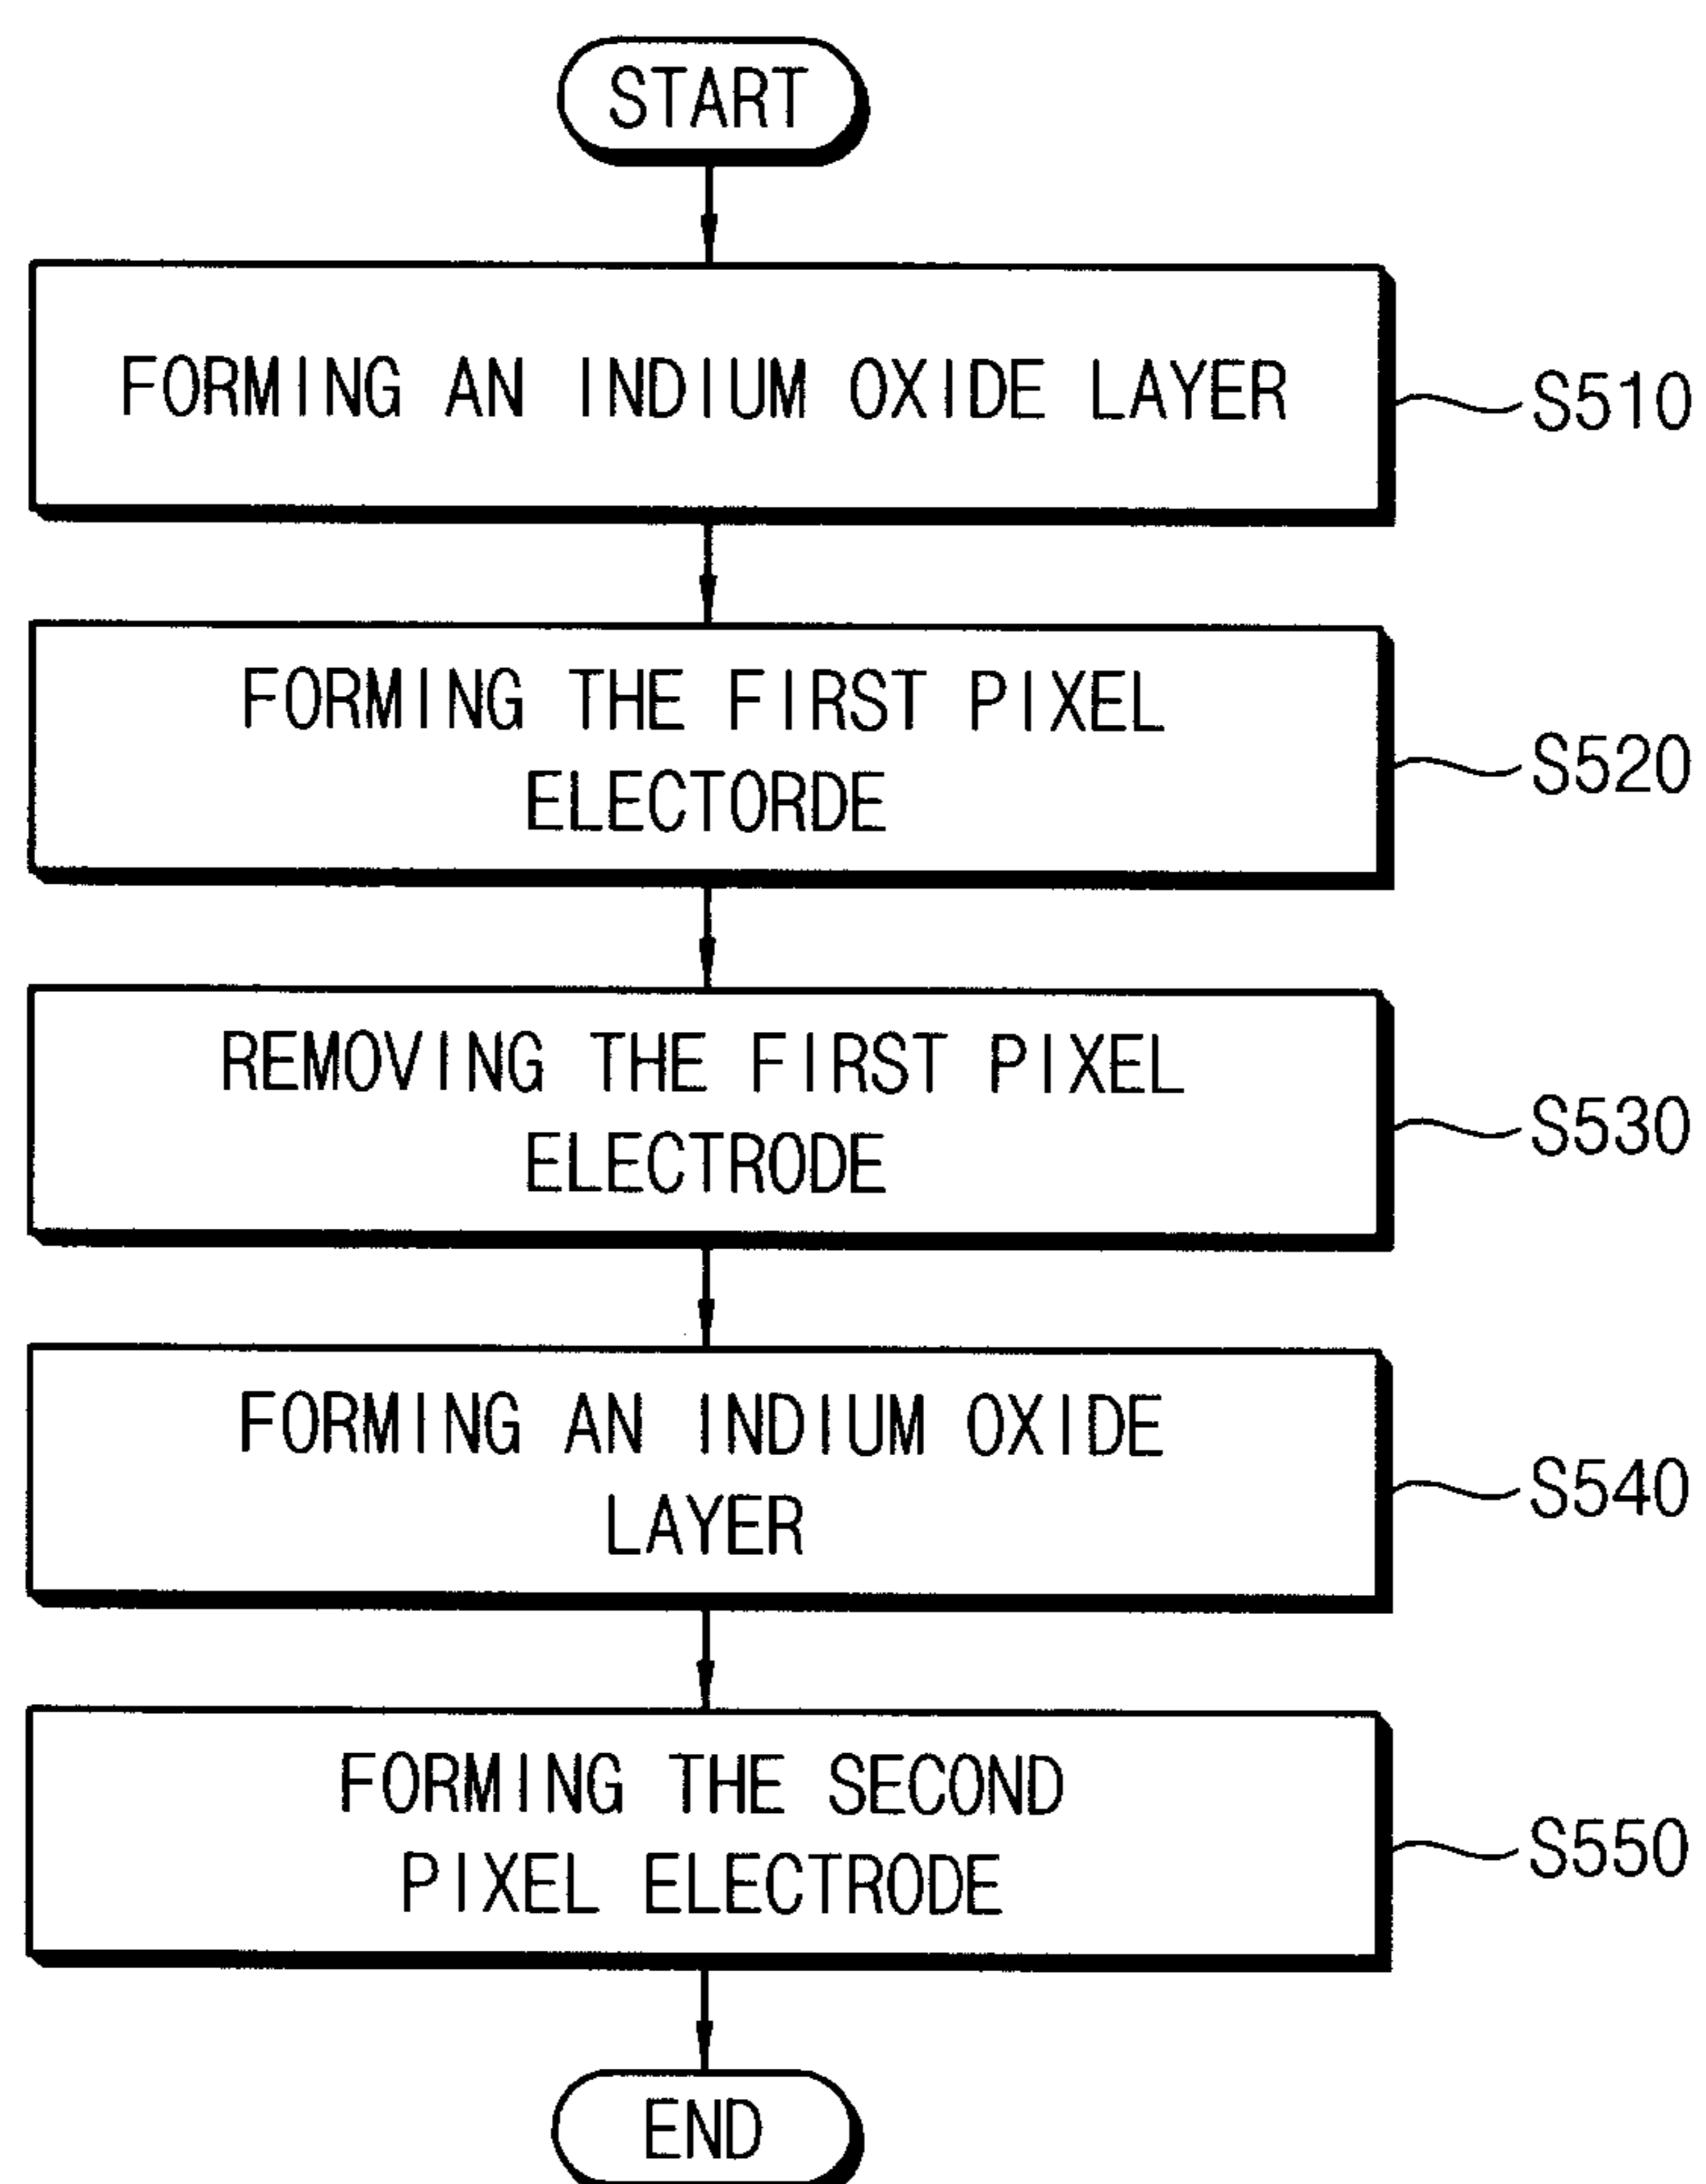 START
FORMING AN INDIUM OXIDE LAYER
S510
FORMING THE FIRST PIXEL
ELECTORDE
S520
REMOVING THE FIRST PIXEL
ELECTRODE
S530
FORMING AN INDIUM OXIDE
LAYER
S540
FORMING THE SECOND
PIXEL ELECTRODE
S550
END